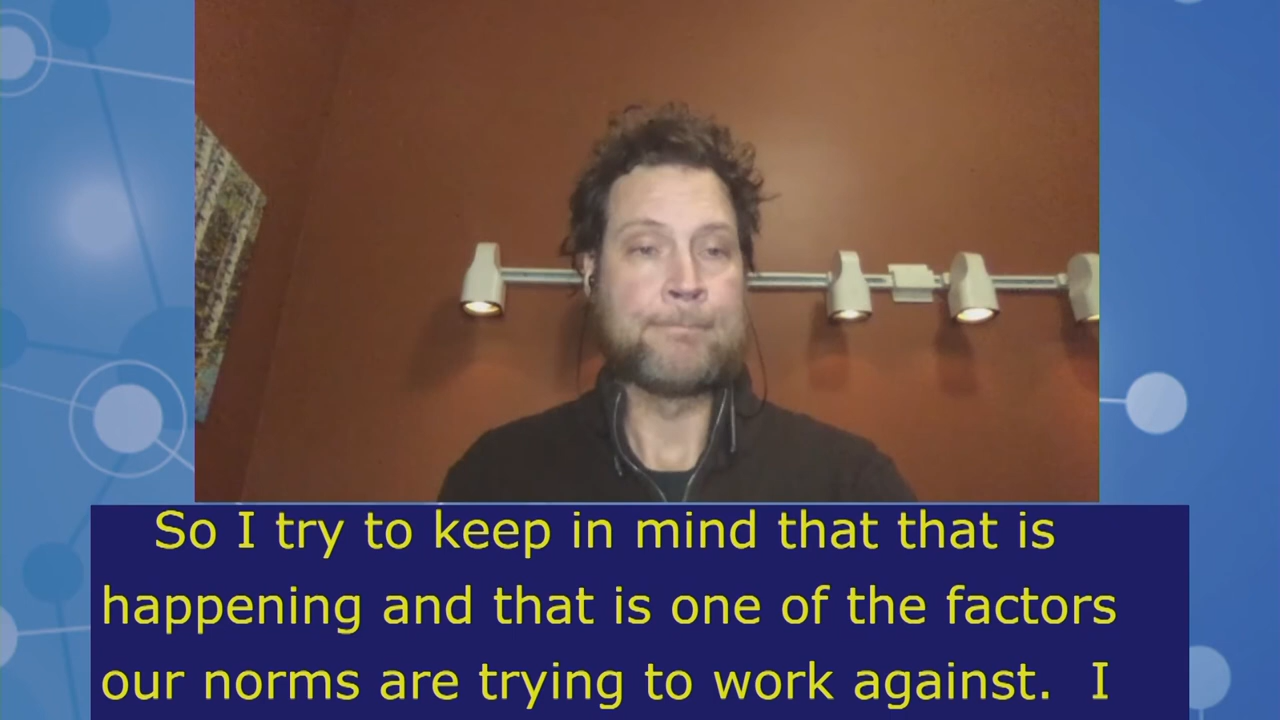 So I try to keep in mind that that is
happening and that is one of the factors
our norms are trying to work against.  I